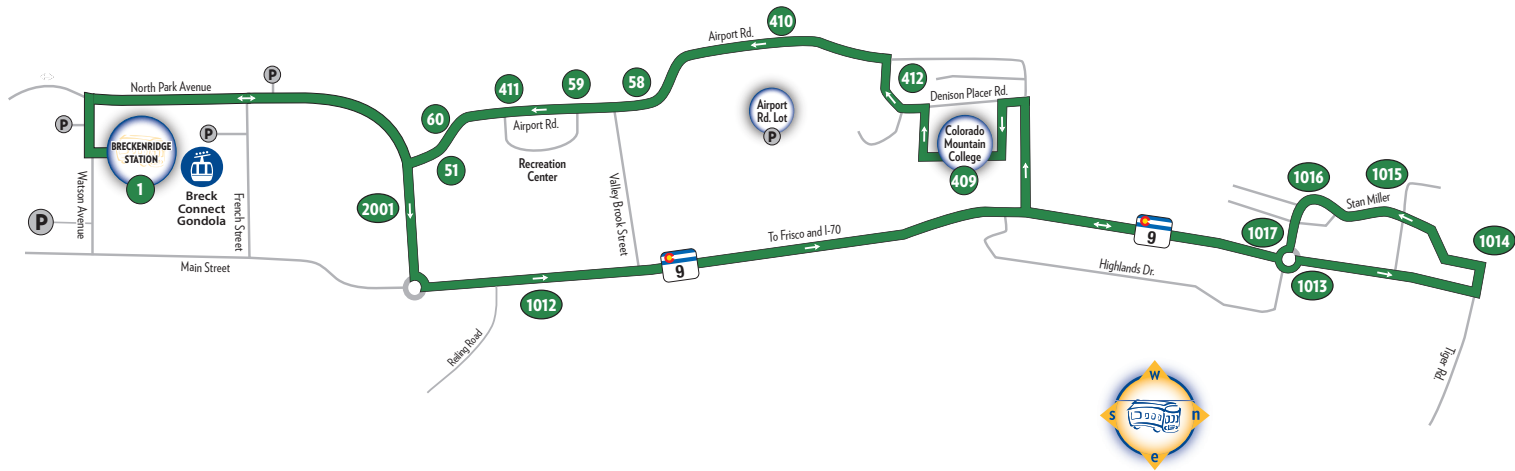 410
Airport Rd.
P
North Park Avenue
59
58
411
412
Denison Placer Rd.
60
Airport Rd.
Airport
Rd. Lot
P
P
P
BRECKENRIDGE
STATION
1
Breck
Connect
Gondola
51
Recreation
Center
Colorado
Mountain
College
409
Watson Avenue
French Street
Valley Brook Street
P
2001
Main Street
To Frisco and I-70
9
9
1016
1015
Stan Miller
1017
1014
1013
Highlands Dr.
1012
Reiling Road
Tiger Rd.
w
s
n
e